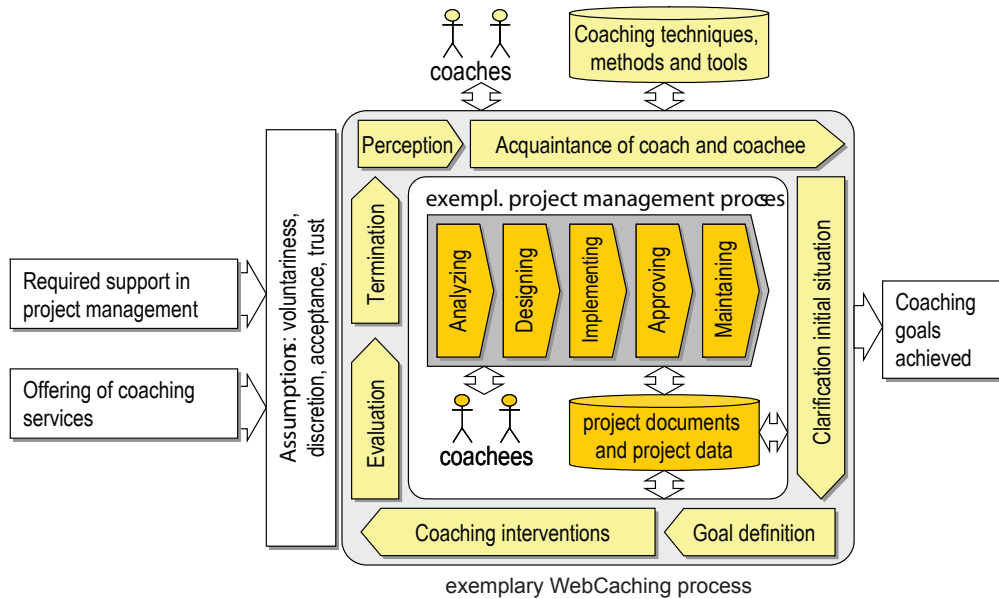 coaches
Coaching techniques,
methods and tools
Perception
Acquaintance of coach and coachee
exempl. project management proces
Analyzing
Designing
Implementing
Approving
Maintaining
Termination
Evaluation
Assumptions: voluntariness,
discretion, acceptance, trust
Required support in
project management
Offering of coaching
services
coachees
project documents
and project data
Clarification initial situation
Coaching
goals
achieved
Coaching interventions
Goal definition
exemplary WebCaching process